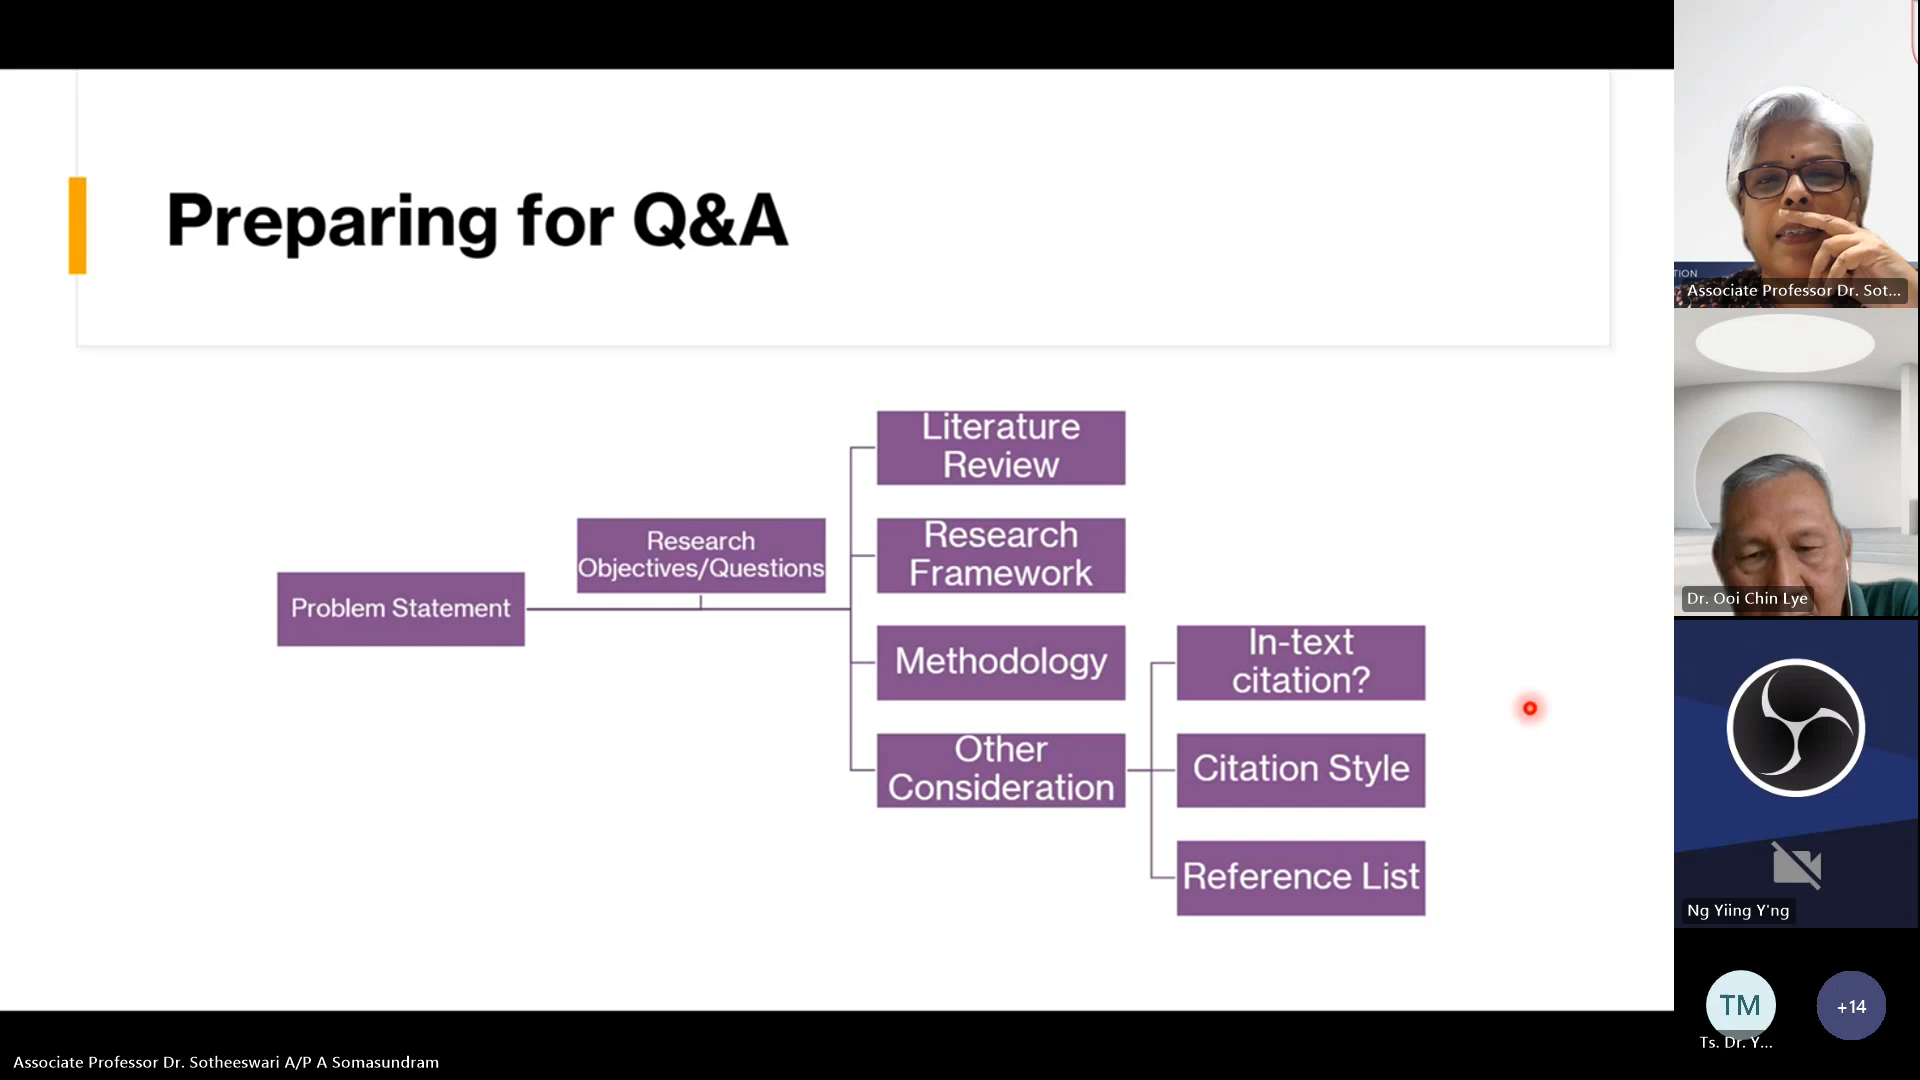 Preparing for Q&A
Literature
Review
Research
Objectives/Questions
Research
Framework
Problem Statement
Methodology
In-text
citation?
Other
Consideration
Citation Style
Reference List
TION
Associate Professor Dr. Sot...
Dr. Ooi Chin Lye
Ng Yiing Y'ng
TM
+14
Ts. Dr. Y...
Associate Professor Dr. Sotheeswari A/P A Somasundram